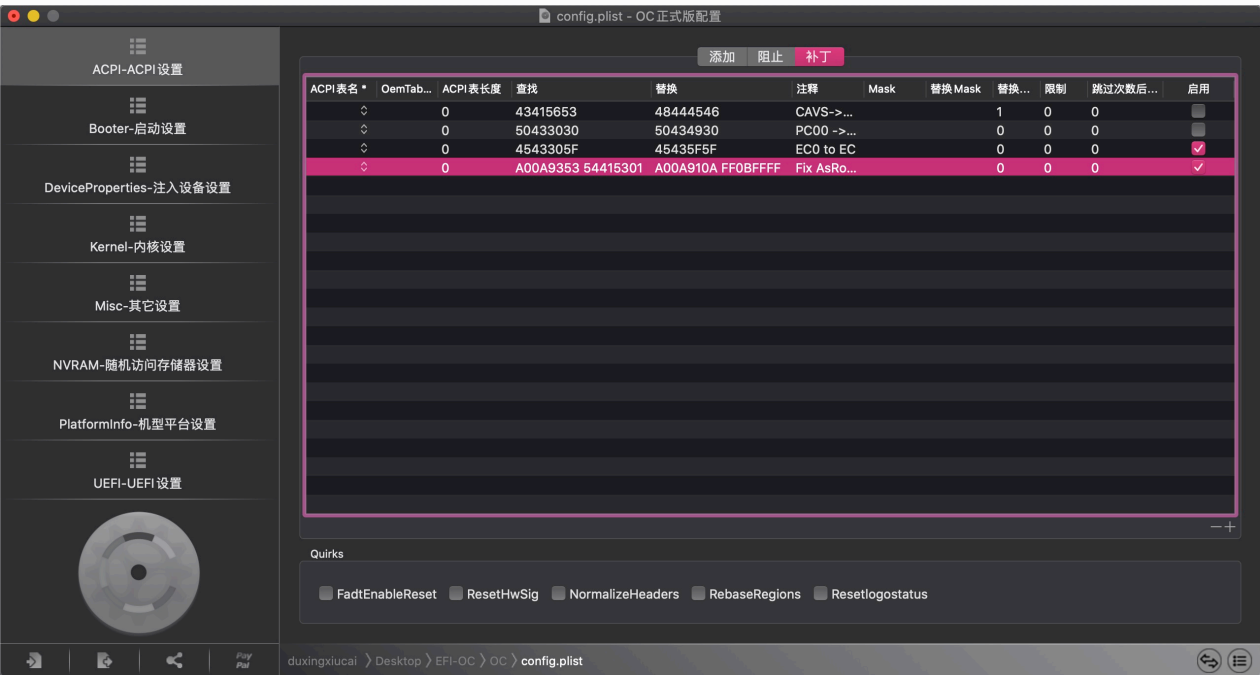 config.plist - OC正式版配置
ACPI-ACPI设置
Booter-启动设置
DeviceProperties-注入设备设置
Kernel-内核设置
Misc-其它设置
NVRAM-随机访问存储器设置
PlatformInfo-机型平台设置
UEFI-UEFI设置
添加 阻止 补丁
ACPI表名* OemTab... ACPI表长度 查找 替换 注释 Mask 替换Mask 替换... 限制 跳过次数后... 启用
0 43415653 48444546 CAVS->... 1 0 0
0 50433030 50434930 PC00 ->... 0 0 0
0 4543305F 45435F5F EC0 to EC 0 0 0
0 A00A9353 54415301 A00A910A FF0BFFFF Fix AsRo... 0 0 0
Quirks
FadtEnableReset ResetHwSig NormalizeHeaders RebaseRegions Resetlogostatus
Pay
Pal
duxingxiucai 〉Desktop 〉EFI-OC 〉OC 〉config.plist